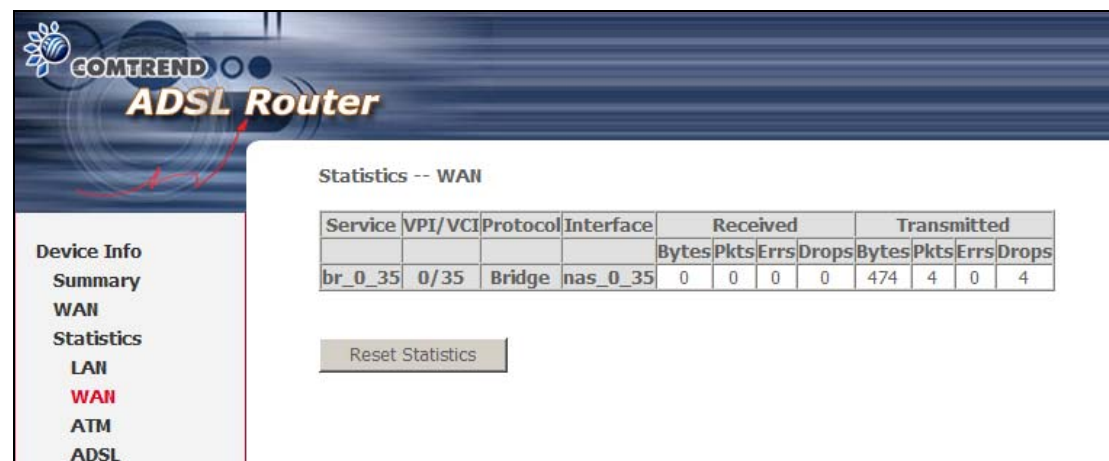 COMTREND
ADSL Router
Statistics -- WAN
Service VPI/VCI Protocol Interface Received Transmitted
Bytes Pkts Errs Drops Bytes Pkts Errs Drops
br_0_35 0/35 Bridge nas_0_35 0 0 0 0 474 4 0 4
Reset Statistics
Device Info
Summary
WAN
Statistics
LAN
WAN
ATM
ADSL